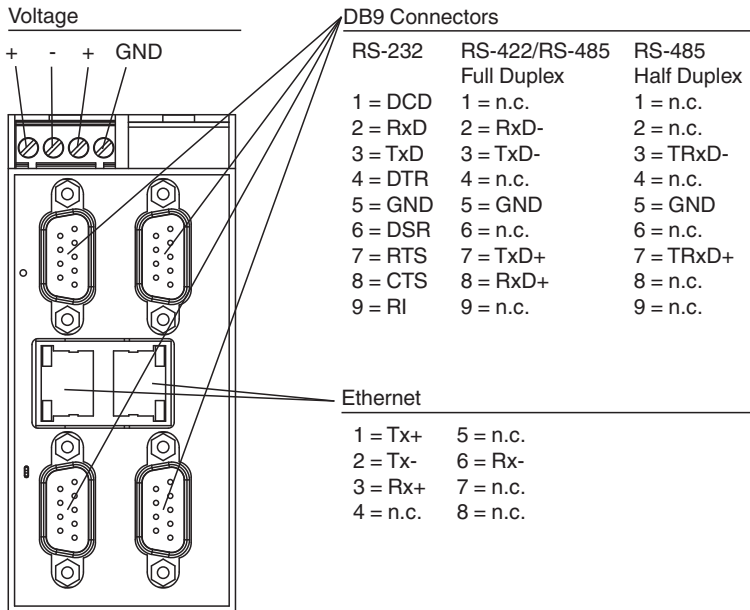 Voltage
+ - + GND
DB9 Connectors
RS-232 RS-422/RS-485 RS-485
Full Duplex Half Duplex
1 = DCD 1 = n.c. 1 = n.c.
2 = RxD 2 = RxD- 2 = n.c.
3 = TxD 3 = TxD- 3 = TRxD-
4 = DTR 4 = n.c. 4 = n.c.
5 = GND 5 = GND 5 = GND
6 = DSR 6 = n.c. 6 = n.c.
7 = RTS 7 = TxD+ 7 = TRxD+
8 = CTS 8 = RxD+ 8 = n.c.
9 = RI 9 = n.c. 9 = n.c.
Ethernet
1 = Tx+ 5 = n.c.
2 = Tx- 6 = Rx-
3 = Rx+ 7 = n.c.
4 = n.c. 8 = n.c.